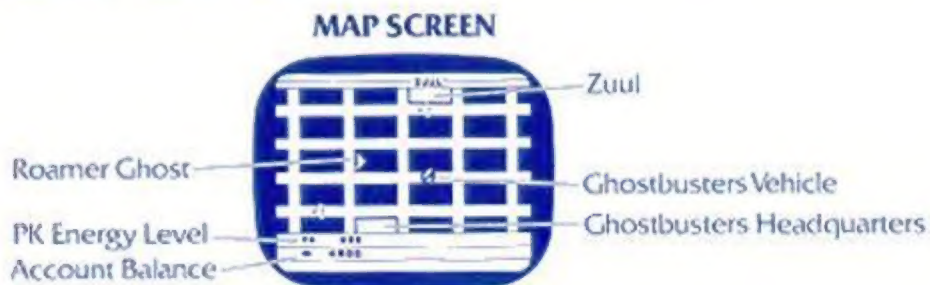 MAP SCREEN
Zuul
Roamer Ghost
Ghostbusters Vehicle
Ghostbusters Headquarters
PK Energy Level
Account Balance